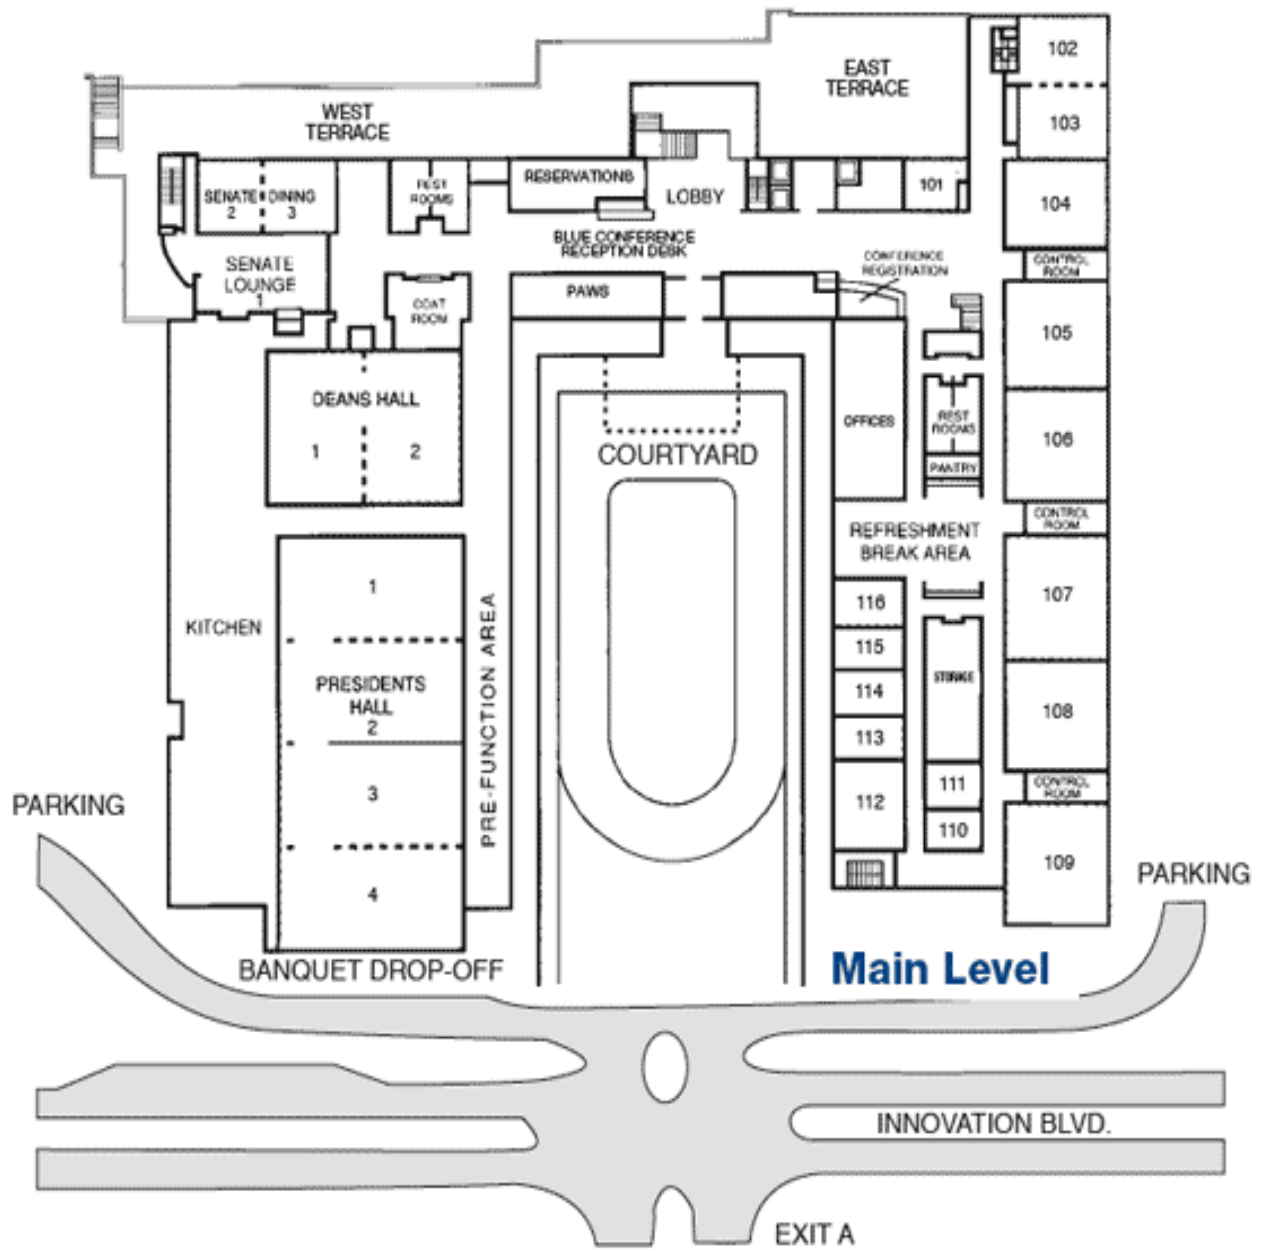 102
EAST
TERRACE
WEST
TERRACE
103
RESERVATIONS
101
SENATE DINING
2 3
REST
ROOMS
LOBBY
104
BLUE CONFERENCE
RECEPTION DESK
CONFERENCE
REGISTRATION
CONTROL
ROOM
SENATE
LOUNGE
1
PAWS
COAT
ROOM
105
DEANS HALL
1 2
OFFICES
REST
ROOMS
106
COURTYARD
PANTRY
CONTROL
ROOM
REFRESHMENT
BREAK AREA
1
107
116
KITCHEN
PRE-FUNCTION AREA
115
PRESIDENTS
HALL
2
STORAGE
114
108
113
3
111
CONTROL
ROOM
112
PARKING
110
109
4
PARKING
BANQUET DROP-OFF
Main Level
INNOVATION BLVD.
EXIT A